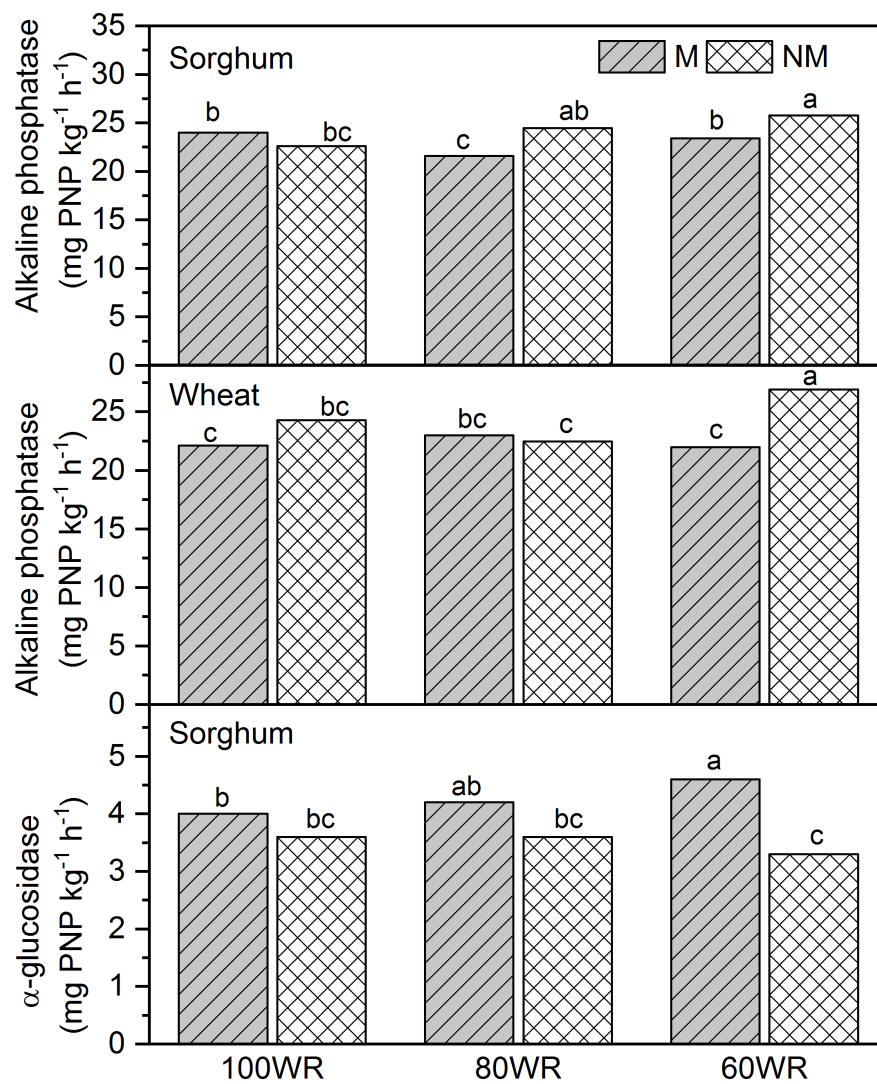 Sorghum
M
NM
Alkaline phosphatase
(mg PNP kg⁻¹ h⁻¹)
35
30
25
20
15
10
5
0
b
bc
c
ab
b
a
Wheat
Alkaline phosphatase
(mg PNP kg⁻¹ h⁻¹)
25
20
15
10
5
0
c
bc
bc
c
c
a
Sorghum
α-glucosidase
(mg PNP kg⁻¹ h⁻¹)
5
4
3
2
1
0
b
bc
ab
bc
a
c
100WR
80WR
60WR